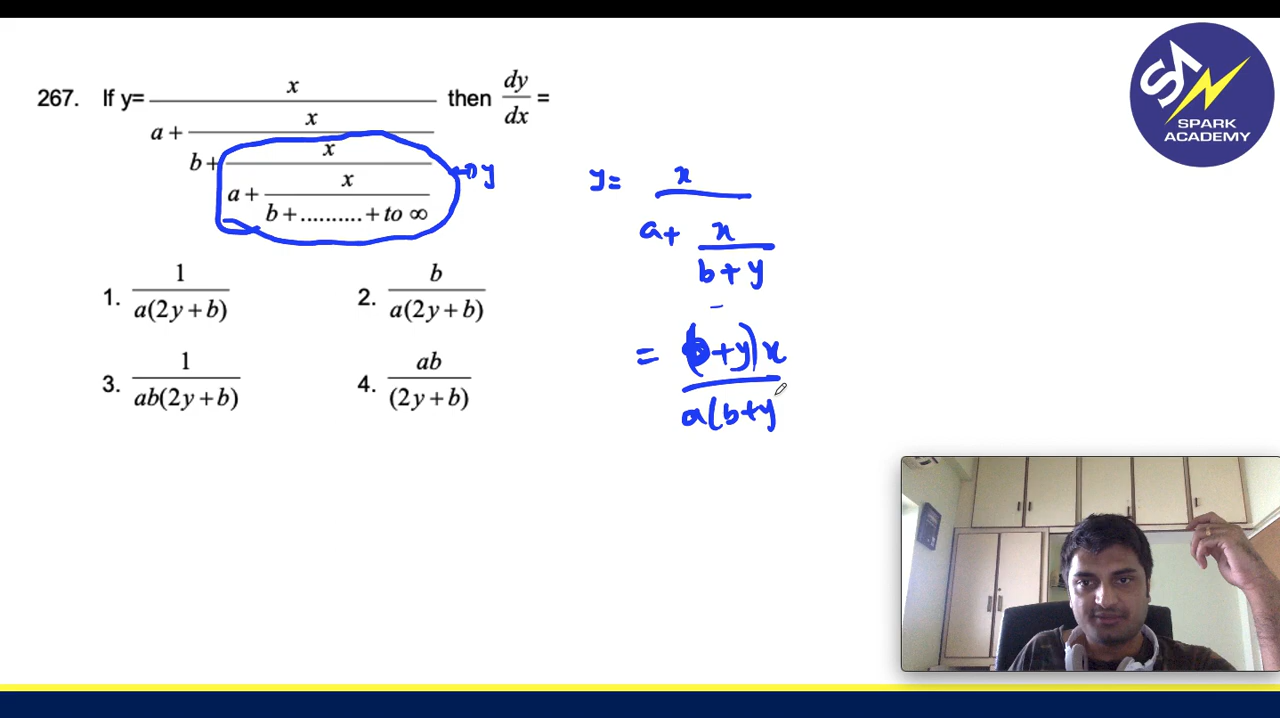 267. If y= x / a + x / b + x / a + x / b + .......... + to ∞ then dy/dx =
1. 1 / a(2y + b)
2. b / a(2y + b)
3. 1 / ab(2y + b)
4. ab / (2y + b)
y
y = x / a + x / b + y
= (b + y) x / a(b + y
SPARK
ACADEMY